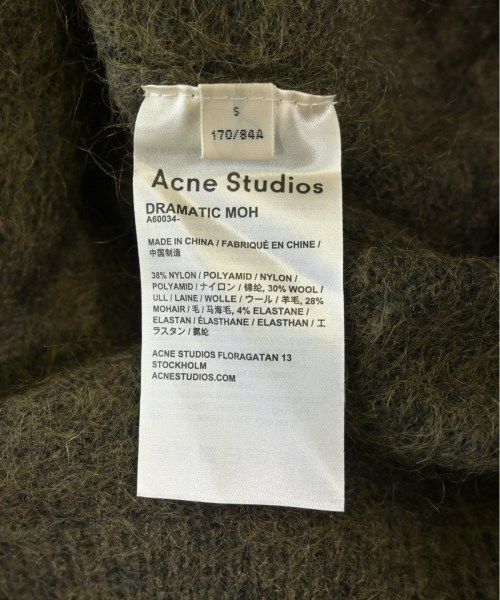 S
170/84A
Acne Studios
DRAMATIC MOH
A60034-
MADE IN CHINA / FABRIQUÉ EN CHINE /
中国制造
38% NYLON / POLYAMID / NYLON /
POLYAMID / ナイロン / 锦纶, 30% WOOL /
ULL / LAINE / WOLLE / ウール / 羊毛, 28%
MOHAIR / 毛 / 马海毛, 4% ELASTANE /
ELASTAN / ÉLASTHANE / ELASTHAN / エ
ラスタン / 氨纶
ACNE STUDIOS FLORAGATAN 13
STOCKHOLM
ACNESTUDIOS.COM